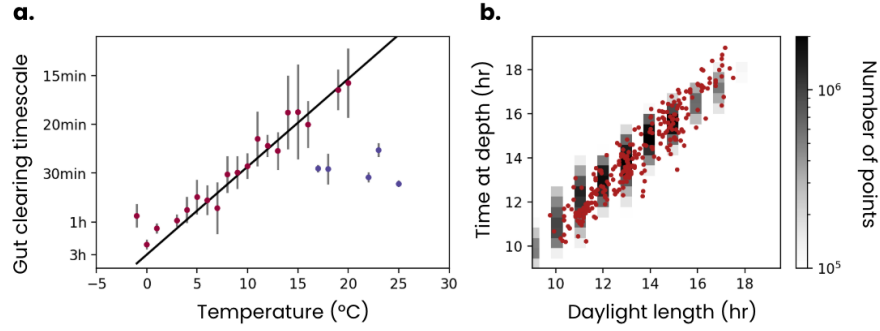 a.
Gut clearing timescale
15min
20min
30min
1h
3h
−5 0 5 10 15 20 25 30
Temperature (°C)
b.
Time at depth (hr)
18
16
14
12
10
10 12 14 16 18
Daylight length (hr)
10⁶
10⁵
Number of points